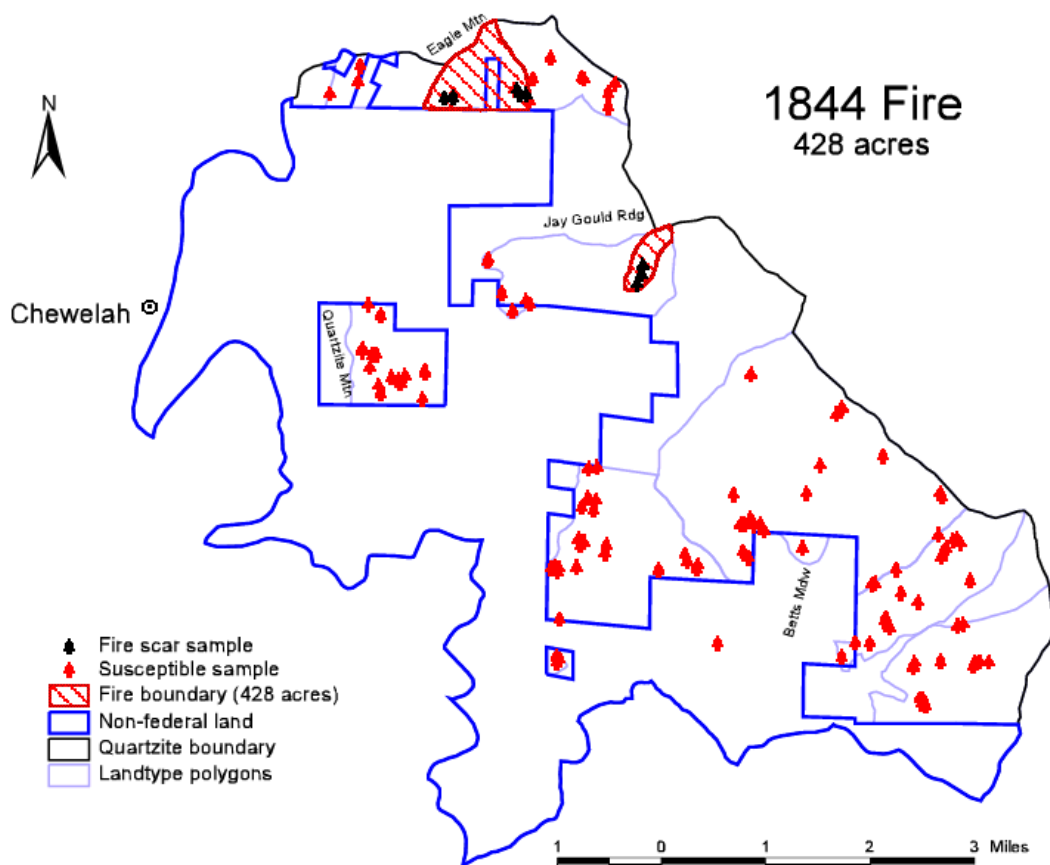 Eagle Mtn
N
1844 Fire
428 acres
Jay Gould Rdg
Chewelah
Quartzite Mtn
Betts Mdw
Fire scar sample
Susceptible sample
Fire boundary (428 acres)
Non-federal land
Quartzite boundary
Landtype polygons
1 0 1 2 3 Miles